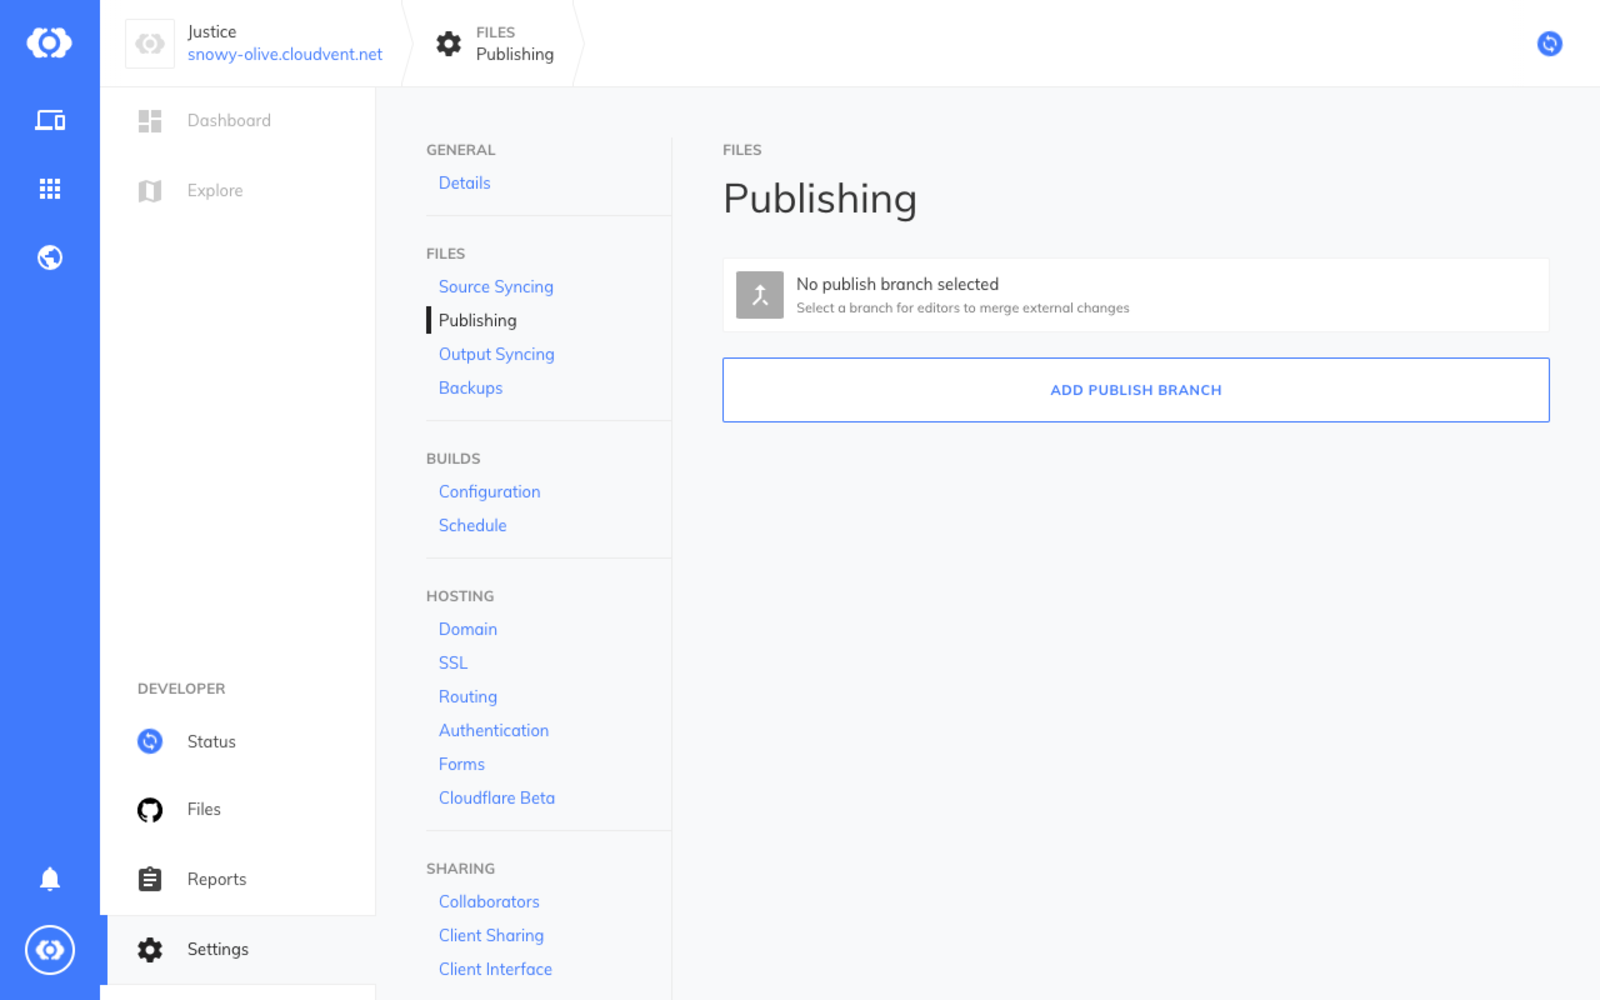 Justice
snowy-olive.cloudvent.net
FILES
Publishing
Dashboard
Explore
DEVELOPER
Status
Files
Reports
Settings
GENERAL
Details
FILES
Source Syncing
Publishing
Output Syncing
Backups
BUILDS
Configuration
Schedule
HOSTING
Domain
SSL
Routing
Authentication
Forms
Cloudflare Beta
SHARING
Collaborators
Client Sharing
Client Interface
FILES
Publishing
No publish branch selected
Select a branch for editors to merge external changes
ADD PUBLISH BRANCH